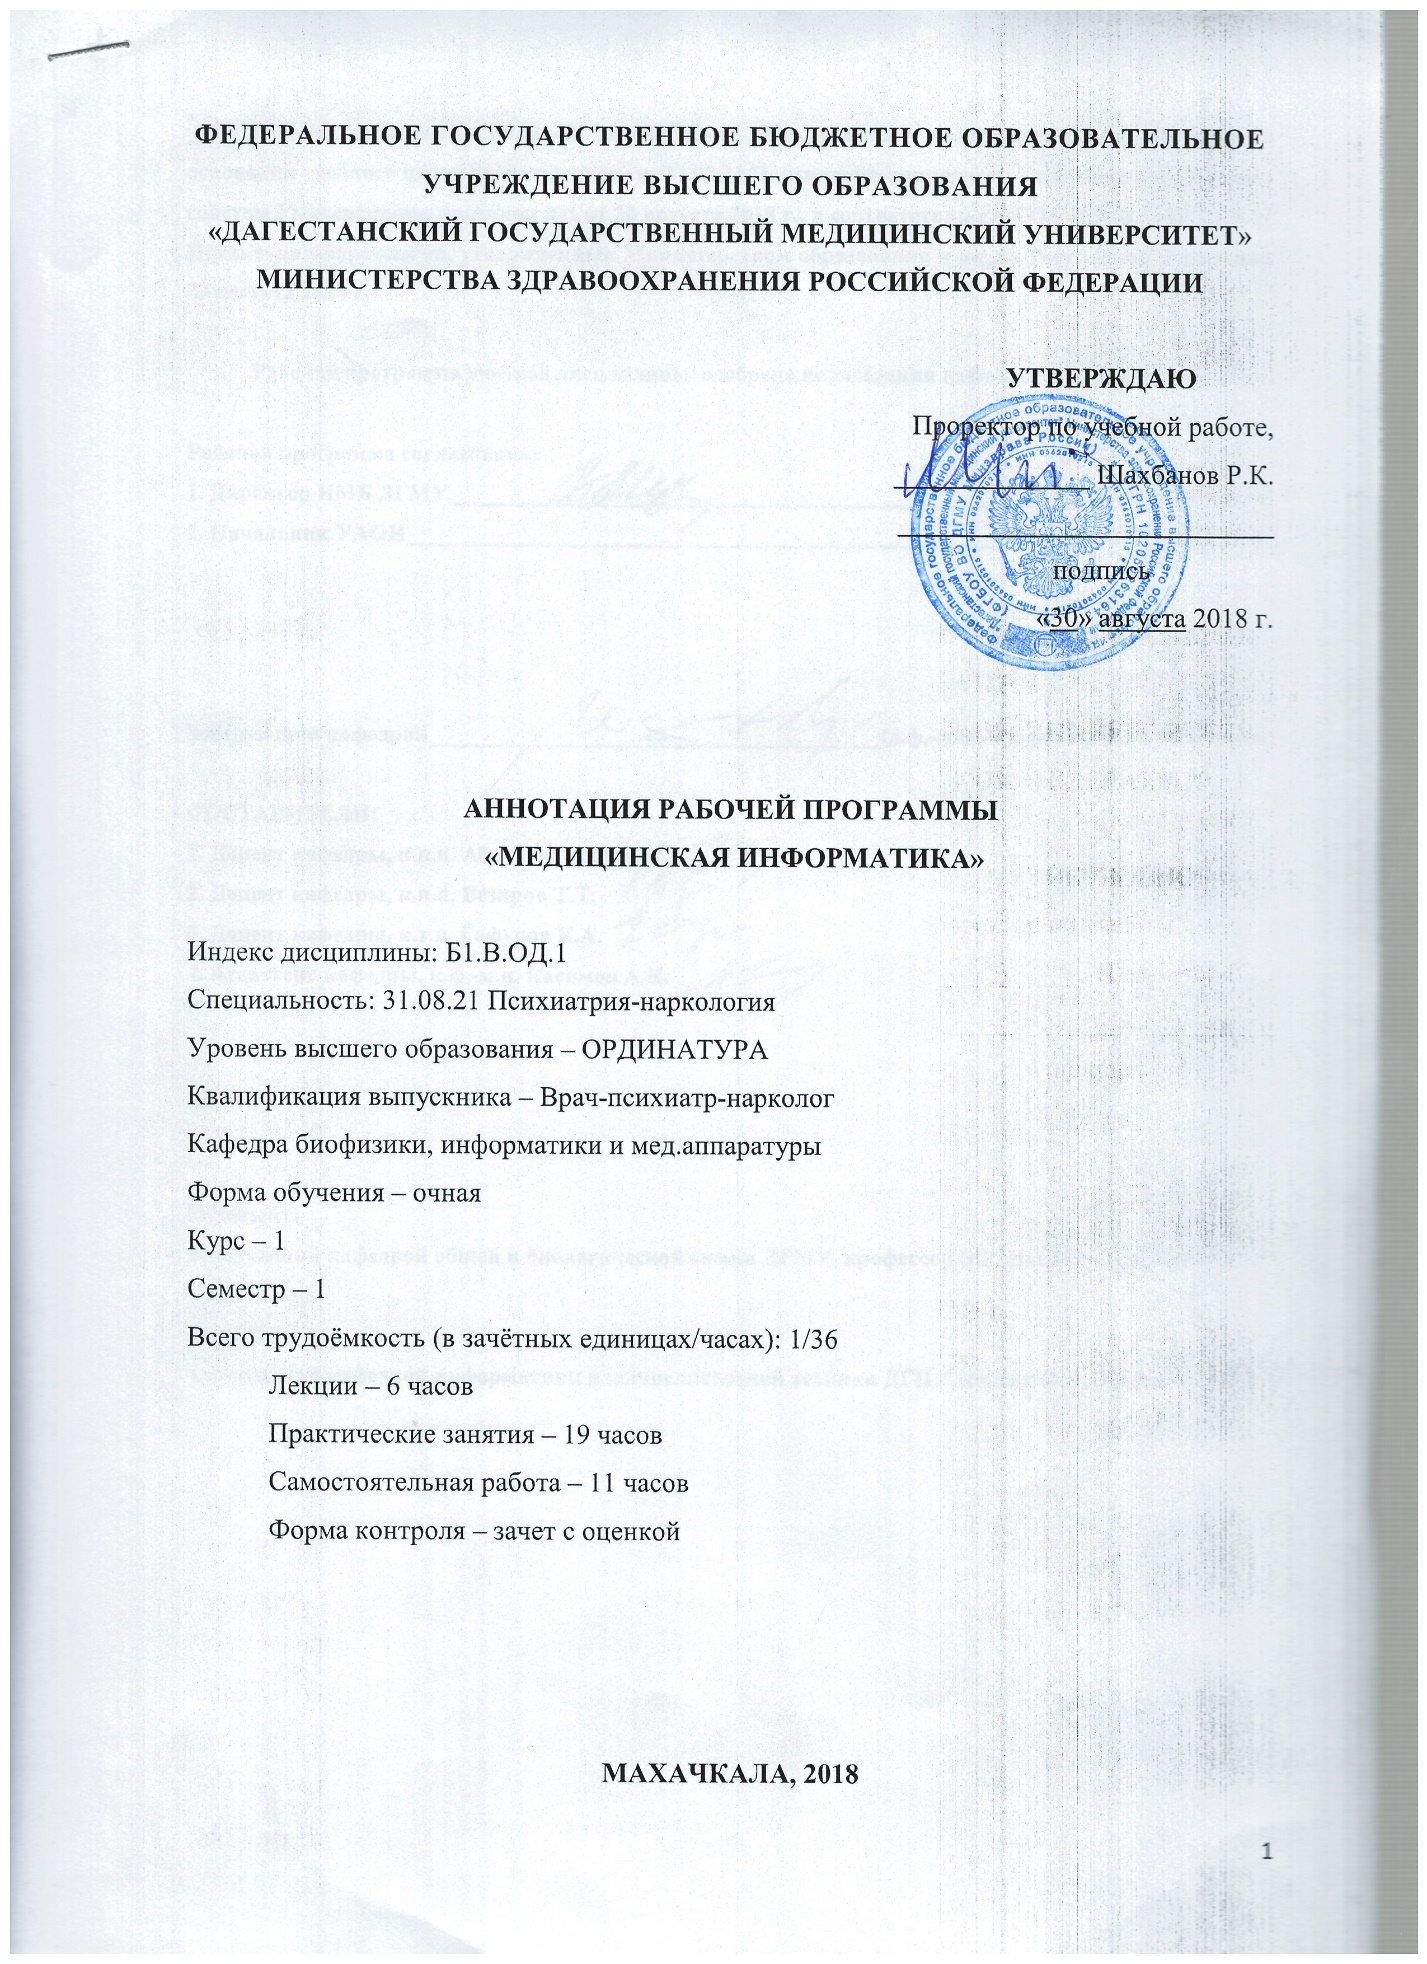 ФЕДЕРАЛЬНОЕ ГОСУДАРСТВЕННОЕ БЮДЖЕТНОЕ ОБРАЗОВАТЕЛЬНОЕ
УЧРЕЖДЕНИЕ ВЫСШЕГО ОБРАЗОВАНИЯ
«ДАГЕСТАНСКИЙ ГОСУДАРСТВЕННЫЙ МЕДИЦИНСКИЙ УНИВЕРСИТЕТ»
МИНИСТЕРСТВА ЗДРАВООХРАНЕНИЯ РОССИЙСКОЙ ФЕДЕРАЦИИ
УТВЕРЖДАЮ
Проректор по учебной работе,
Шахбанов Р.К.
подпись
«30» августа 2018 г.
АННОТАЦИЯ РАБОЧЕЙ ПРОГРАММЫ
«МЕДИЦИНСКАЯ ИНФОРМАТИКА»
Индекс дисциплины: Б1.В.ОД.1
Специальность: 31.08.21 Психиатрия-наркология
Уровень высшего образования – ОРДИНАТУРА
Квалификация выпускника – Врач-психиатр-нарколог
Кафедра биофизики, информатики и мед.аппаратуры
Форма обучения – очная
Курс – 1
Семестр – 1
Всего трудоёмкость (в зачётных единицах/часах): 1/36
Лекции – 6 часов
Практические занятия – 19 часов
Самостоятельная работа – 11 часов
Форма контроля – зачет с оценкой
МАХАЧКАЛА, 2018
1